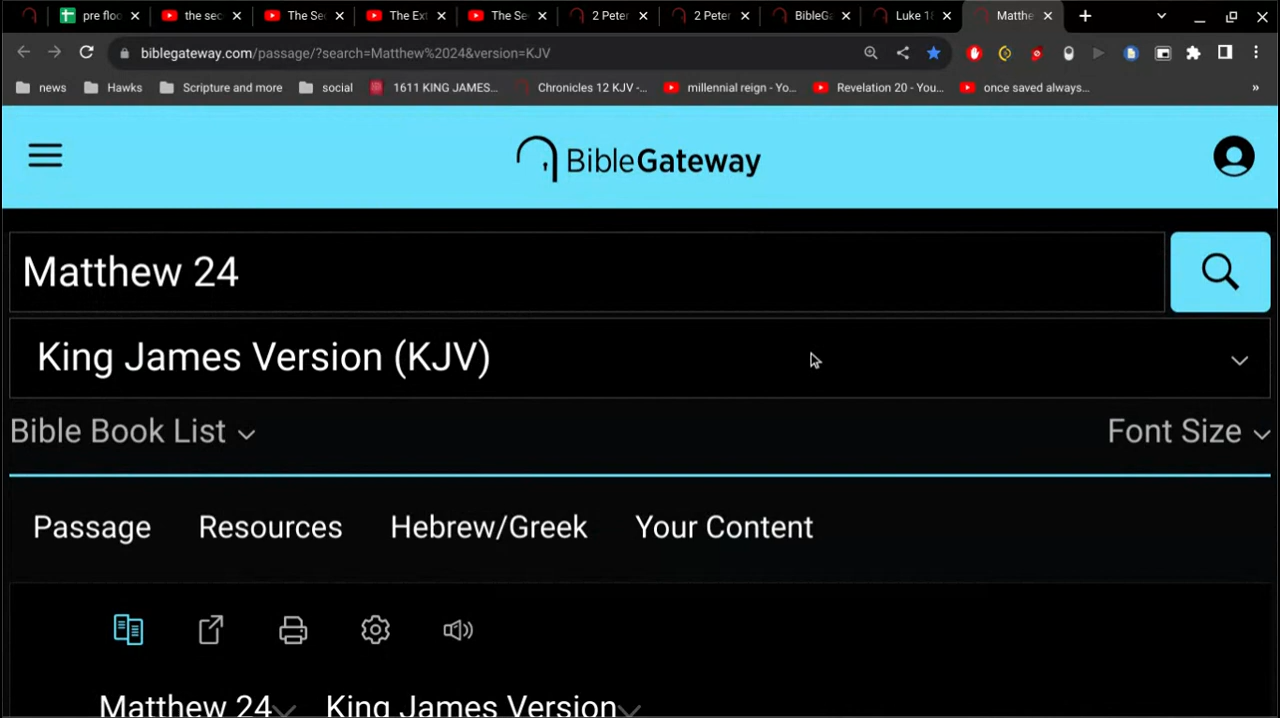 pre floo
the sec
The Se
The Ex
The Se
2 Peter
2 Peter
BibleGa
Luke 18
Matthe
biblegateway.com/passage/?search=Matthew%2024&version=KJV
news
Hawks
Scripture and more
social
1611 KING JAMES...
Chronicles 12 KJV -...
millennial reign - Yo...
Revelation 20 - You...
once saved always...
»
BibleGateway
Matthew 24
King James Version (KJV)
Bible Book List
Font Size
Passage
Resources
Hebrew/Greek
Your Content
Matthew 24
King James Version